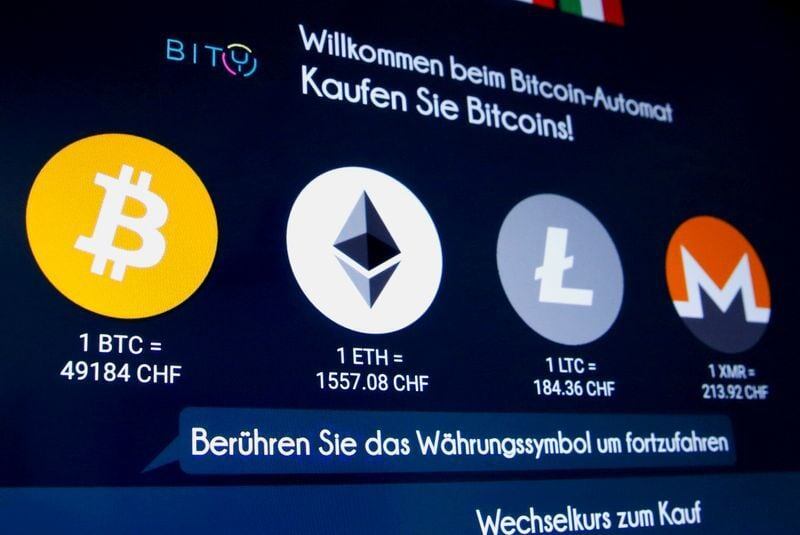 BITY
Willkommen beim Bitcoin-Automat
Kaufen Sie Bitcoins!
1 BTC =
49184 CHF
1 ETH =
1557.08 CHF
1 LTC =
184.36 CHF
1 XMR =
213.92 CHF
Berühren Sie das Währungssymbol um fortzufahren
Wechselkurs zum Kauf